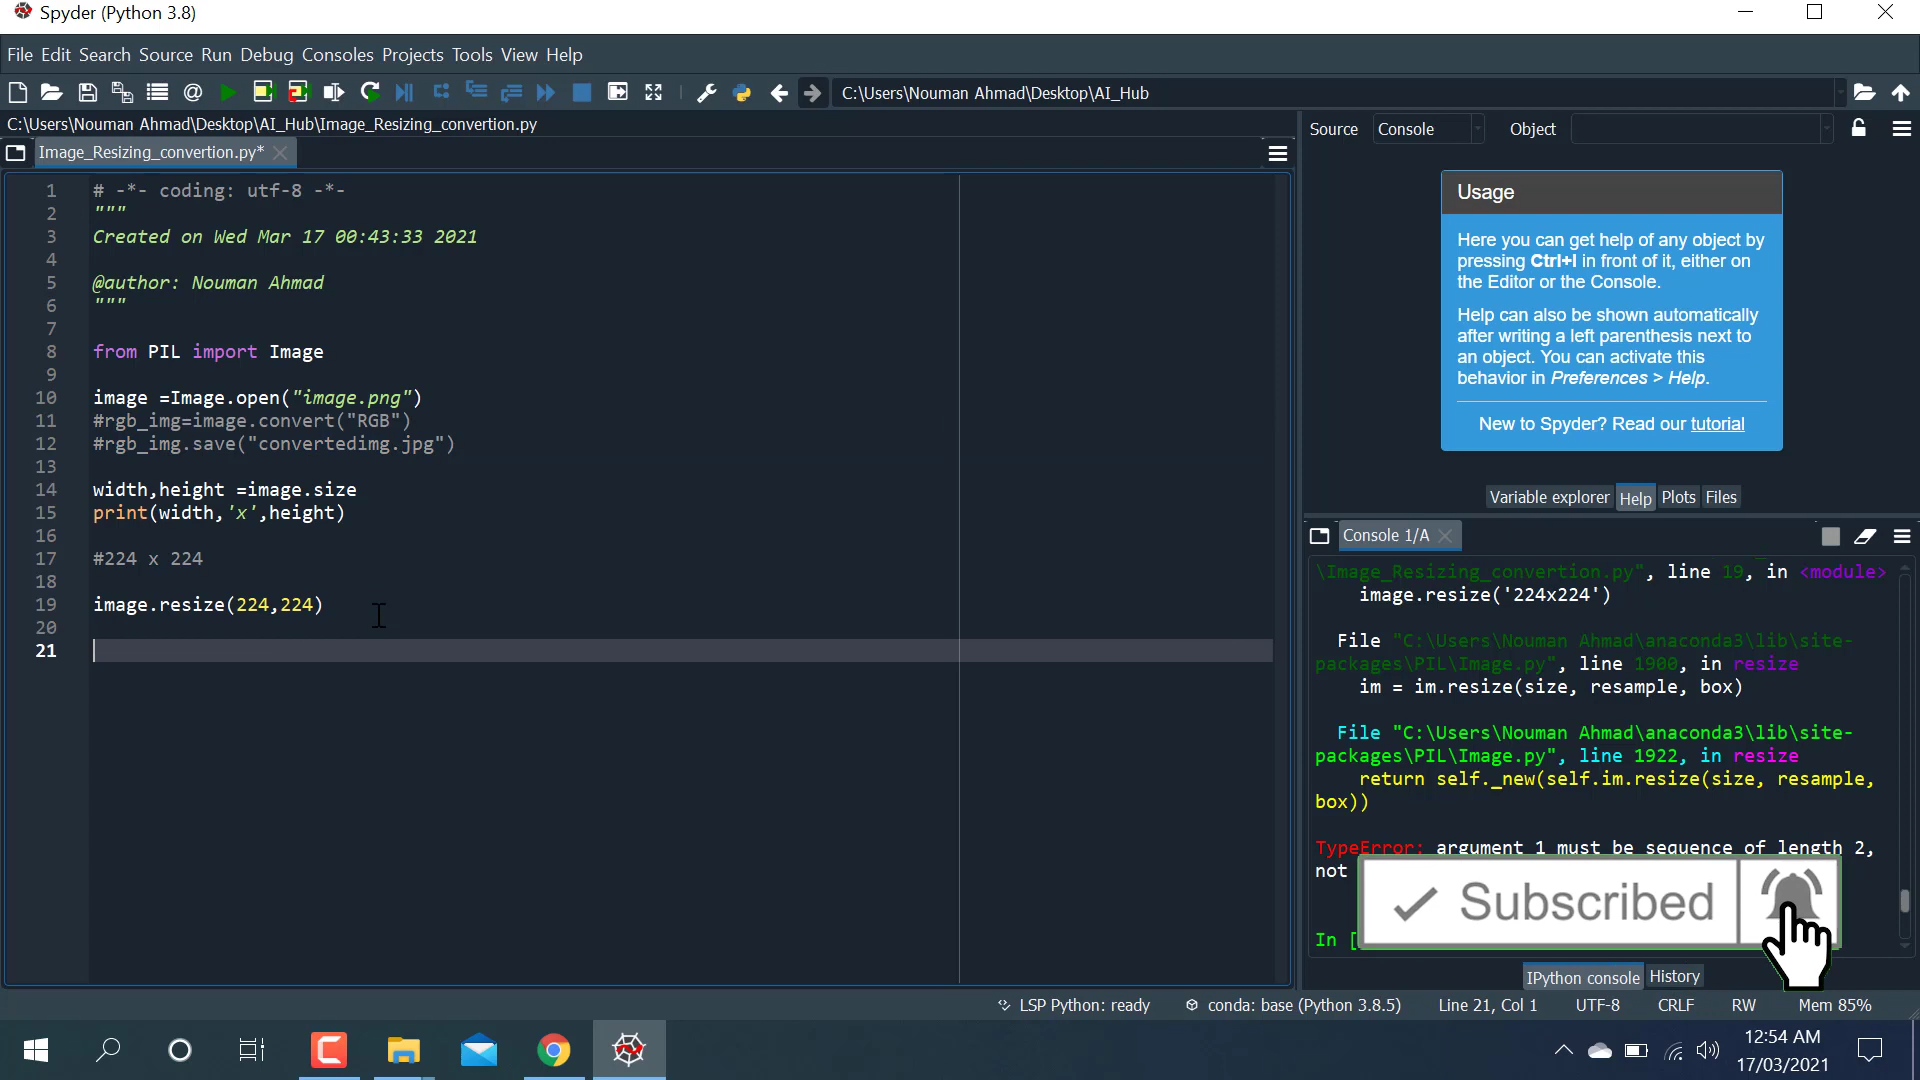 Spyder (Python 3.8)
File Edit Search Source Run Debug Consoles Projects Tools View Help
C:\Users\Nouman Ahmad\Desktop\AI_Hub
C:\Users\Nouman Ahmad\Desktop\AI_Hub\Image_Resizing_convertion.py
Image_Resizing_convertion.py*
1 # -*- coding: utf-8 -*-
2 """
3 Created on Wed Mar 17 00:43:33 2021
4
5 @author: Nouman Ahmad
6 """
7
8 from PIL import Image
9
10 image =Image.open("image.png")
11 #rgb_img=image.convert("RGB")
12 #rgb_img.save("convertedimg.jpg")
13
14 width,height =image.size
15 print(width,'x',height)
16
17 #224 x 224
18
19 image.resize(224,224)
20
21
Source Console Object
Usage
Here you can get help of any object by
pressing Ctrl+I in front of it, either on
the Editor or the Console.
Help can also be shown automatically
after writing a left parenthesis next to
an object. You can activate this
behavior in Preferences > Help.
New to Spyder? Read our tutorial
Variable explorer Help Plots Files
Console 1/A
\Image_Resizing_convertion.py", line 19, in <module>
image.resize('224x224')
File "C:\Users\Nouman Ahmad\anaconda3\lib\site-
packages\PIL\Image.py", line 1900, in resize
im = im.resize(size, resample, box)
File "C:\Users\Nouman Ahmad\anaconda3\lib\site-
packages\PIL\Image.py", line 1922, in resize
return self._new(self.im.resize(size, resample,
box))
TypeError: argument 1 must be sequence of length 2,
not
Subscribed
In [
IPython console History
LSP Python: ready conda: base (Python 3.8.5) Line 21, Col 1 UTF-8 CRLF RW Mem 85%
12:54 AM
17/03/2021